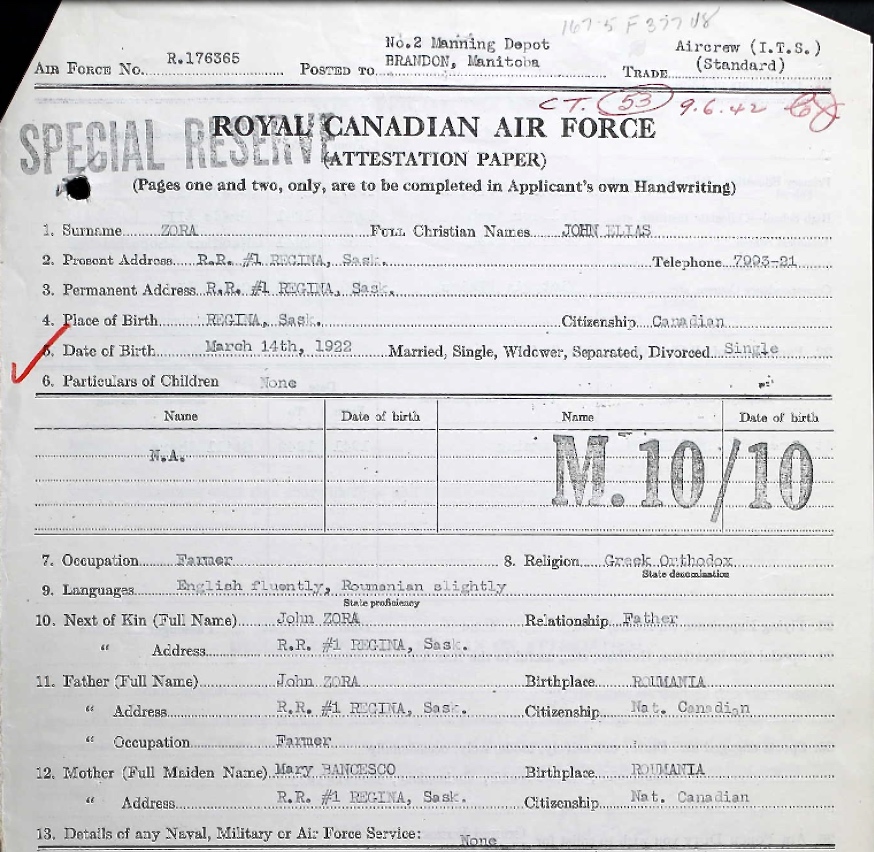 167-5 F 377 V8
AIR FORCE No. R.176365 POSTED TO No.2 Manning Depot BRANDON, Manitoba TRADE Aircrew (I.T.S.) (Standard)
C.T. 53 9.6.42
SPECIAL RESERVE
ROYAL CANADIAN AIR FORCE
(ATTESTATION PAPER)
(Pages one and two, only, are to be completed in Applicant's own Handwriting)
1. Surname ZORA FULL Christian Names JOHN ELIAS
2. Present Address R.R. #1 REGINA, Sask. Telephone 7993-21
3. Permanent Address R.R. #1 REGINA, Sask.
4. Place of Birth REGINA, Sask. Citizenship Canadian
5. Date of Birth March 14th, 1922 Married, Single, Widower, Separated, Divorced Single
6. Particulars of Children None
Name Date of birth Name Date of birth
N.A.
M.10/10
7. Occupation Farmer 8. Religion Greek Orthodox
State denomination
9. Languages English fluently, Roumanian slightly
State proficiency
10. Next of Kin (Full Name) John ZORA Relationship Father
" Address R.R. #1 REGINA, Sask.
11. Father (Full Name) John ZORA Birthplace ROUMANIA
" Address R.R. #1 REGINA, Sask. Citizenship Nat. Canadian
" Occupation Farmer
12. Mother (Full Maiden Name) Mary BANCESCO Birthplace ROUMANIA
" Address R.R. #1 REGINA, Sask. Citizenship Nat. Canadian
13. Details of any Naval, Military or Air Force Service: None